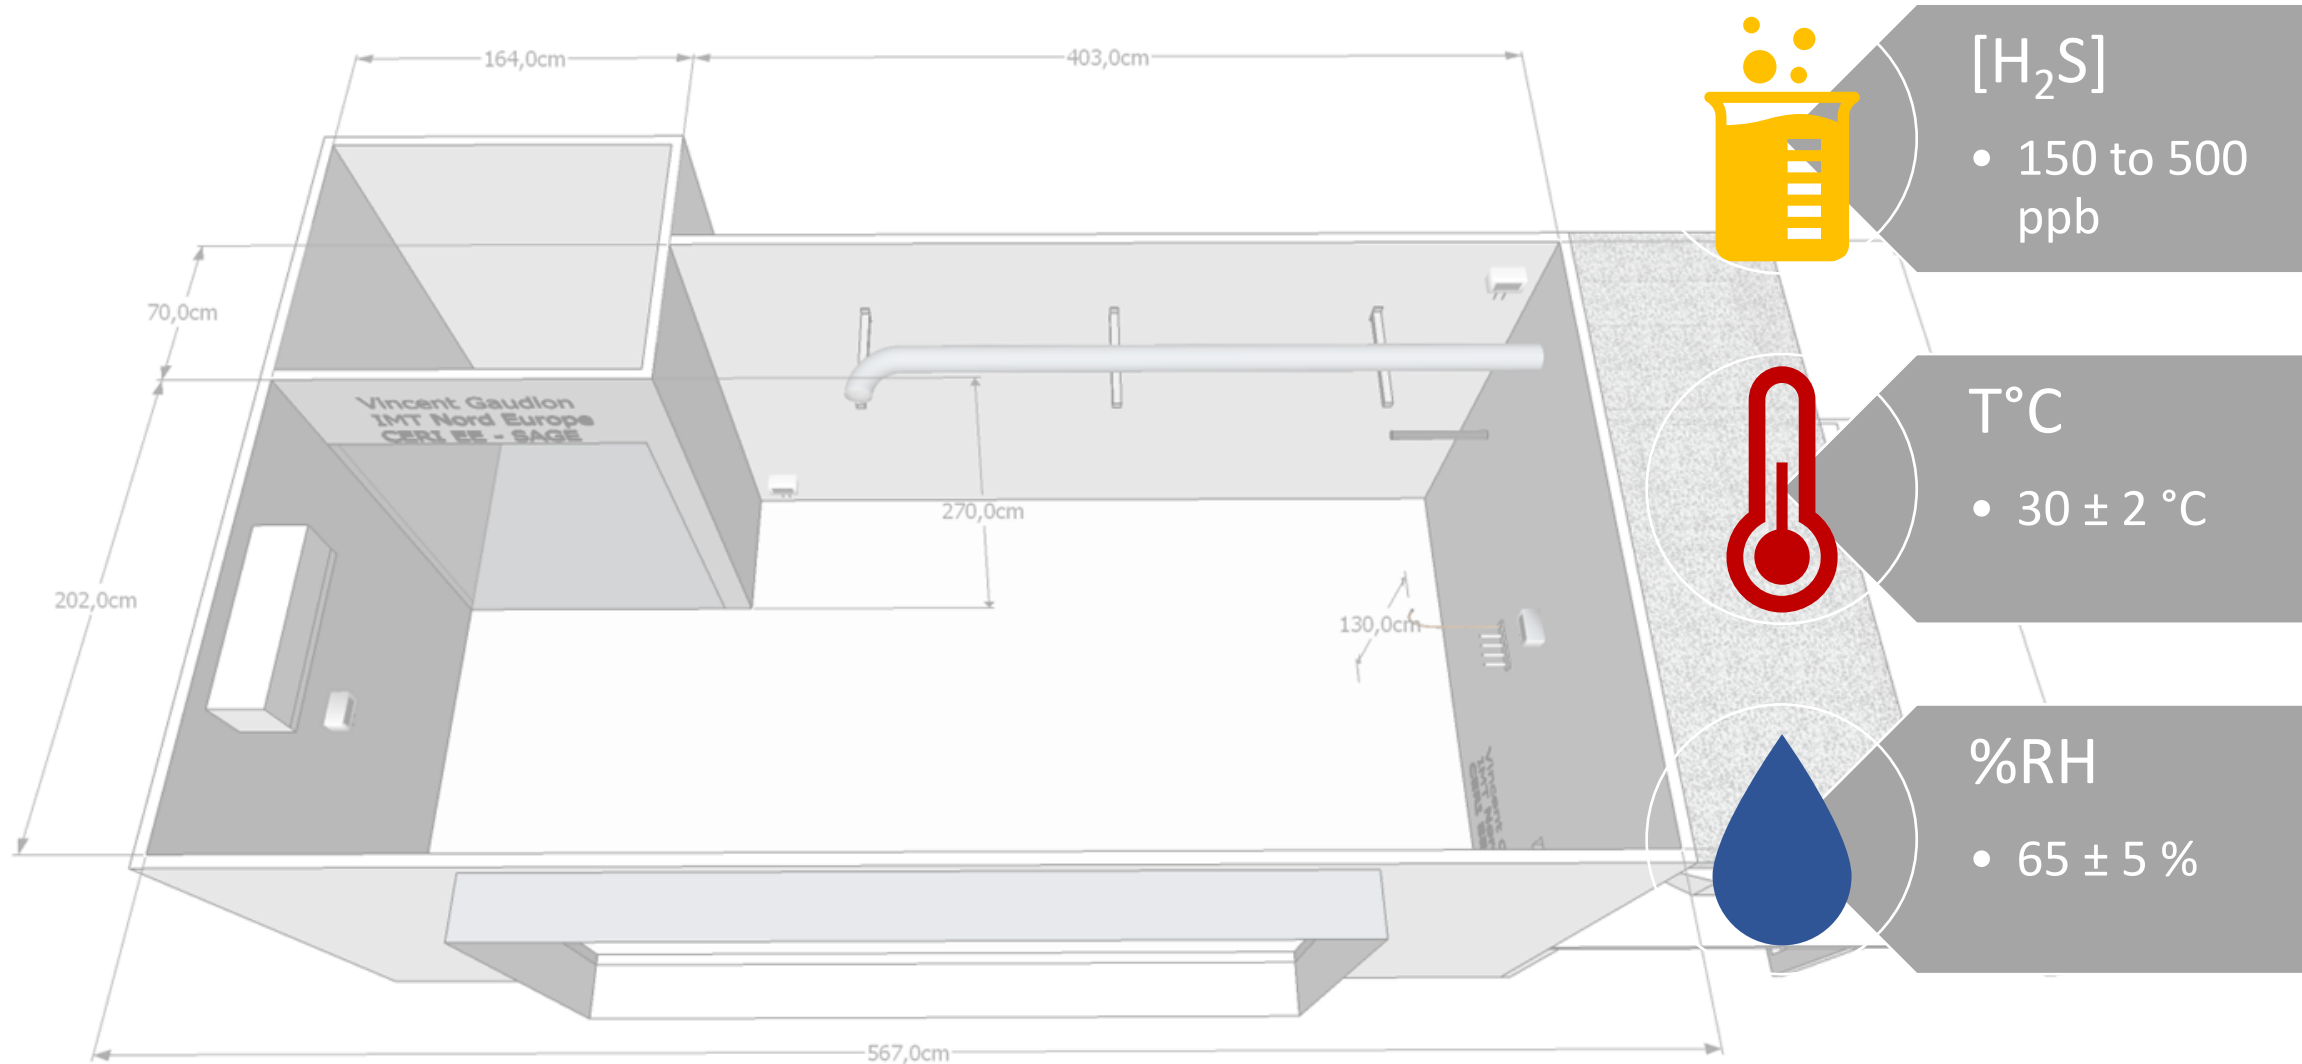 164,0cm
403,0cm
[H₂S]
• 150 to 500
ppb
70,0cm
Vincent Gaudion
IMT Nord Europe
CERI EE - SAGE
T°C
• 30 ± 2 °C
270,0cm
202,0cm
130,0cm
%RH
• 65 ± 5 %
567,0cm